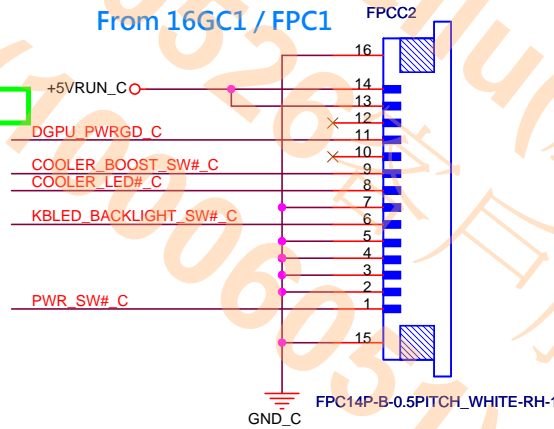 From 16GC1 / FPC1
FPCC2
16
+5VRUN_C
14
13
12
DGPU_PWRGD_C
11
10
COOLER_BOOST_SW#_C
9
COOLER_LED#_C
8
7
KBLED_BACKLIGHT_SW#_C
6
5
4
3
2
PWR_SW#_C
1
15
FPC14P-B-0.5PITCH_WHITE-RH-1
GND_C